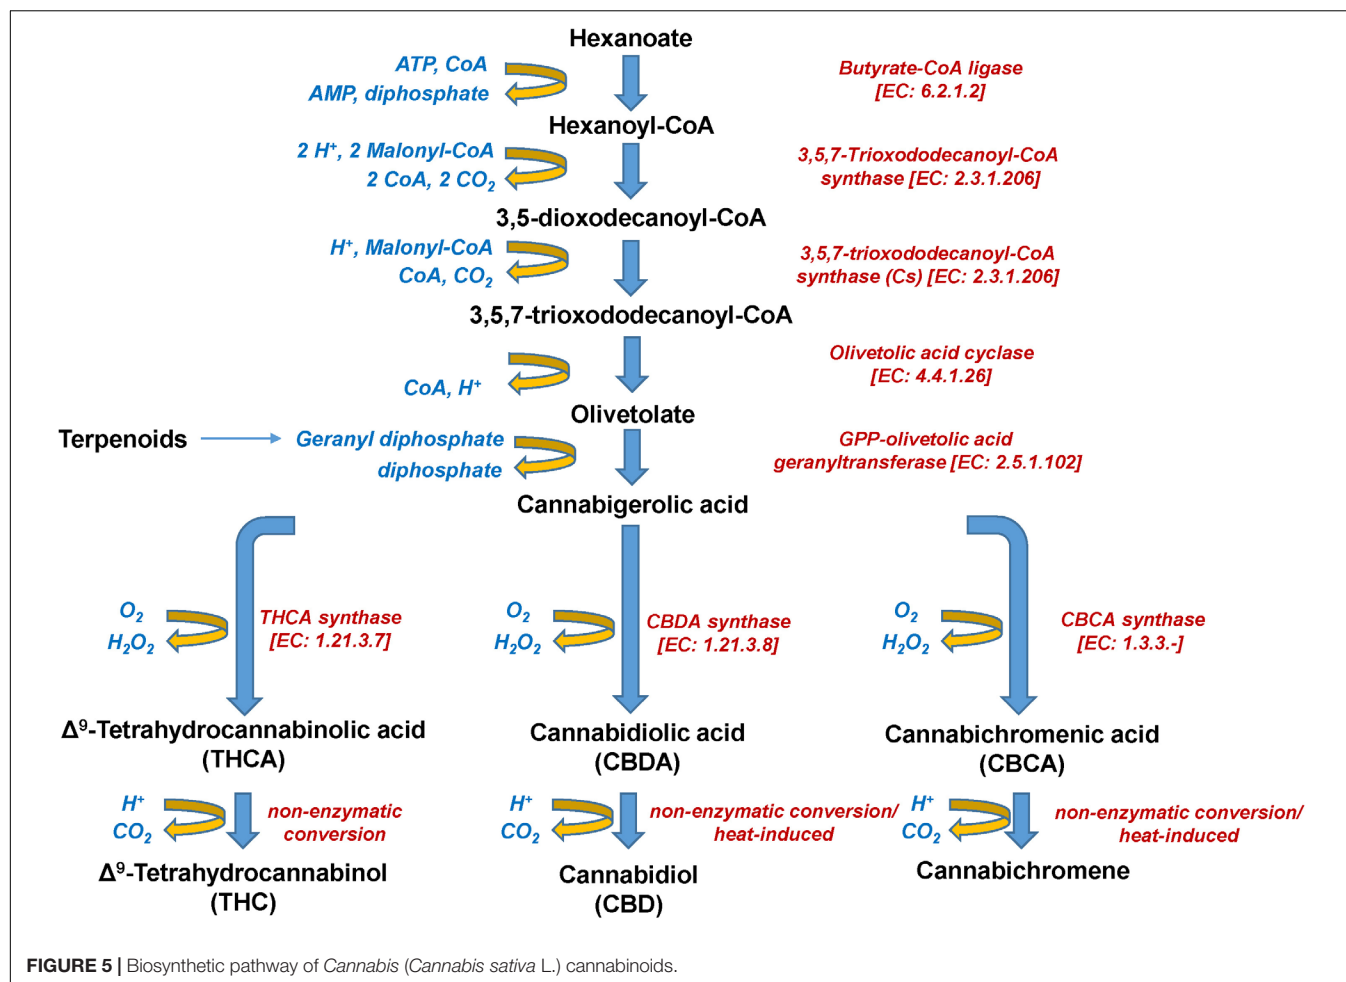 Hexanoate
ATP, CoA
AMP, diphosphate
Butyrate-CoA ligase
[EC: 6.2.1.2]
Hexanoyl-CoA
2 H⁺, 2 Malonyl-CoA
2 CoA, 2 CO₂
3,5,7-Trioxododecanoyl-CoA
synthase [EC: 2.3.1.206]
3,5-dioxodecanoyl-CoA
H⁺, Malonyl-CoA
CoA, CO₂
3,5,7-trioxododecanoyl-CoA
synthase (Cs) [EC: 2.3.1.206]
3,5,7-trioxododecanoyl-CoA
CoA, H⁺
Olivetolic acid cyclase
[EC: 4.4.1.26]
Olivetolate
Terpenoids
Geranyl diphosphate
diphosphate
GPP-olivetolic acid
geranyltransferase [EC: 2.5.1.102]
Cannabigerolic acid
O₂
H₂O₂
THCA synthase
[EC: 1.21.3.7]
O₂
H₂O₂
CBDA synthase
[EC: 1.21.3.8]
O₂
H₂O₂
CBCA synthase
[EC: 1.3.3.-]
Δ⁹-Tetrahydrocannabinolic acid
(THCA)
Cannabidiolic acid
(CBDA)
Cannabichromenic acid
(CBCA)
H⁺
CO₂
non-enzymatic
conversion
H⁺
CO₂
non-enzymatic conversion/
heat-induced
H⁺
CO₂
non-enzymatic conversion/
heat-induced
Δ⁹-Tetrahydrocannabinol
(THC)
Cannabidiol
(CBD)
Cannabichromene
FIGURE 5 | Biosynthetic pathway of Cannabis (Cannabis sativa L.) cannabinoids.